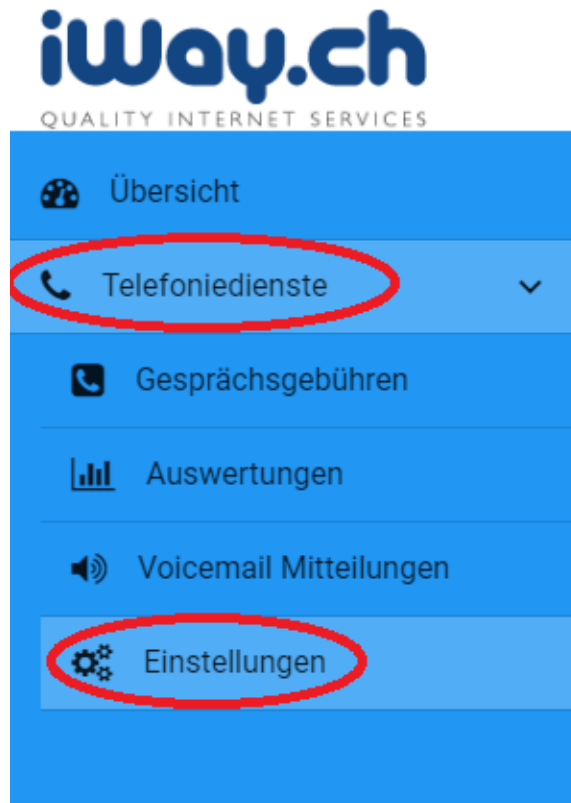 iway.ch
QUALITY INTERNET SERVICES
Übersicht
Telefoniedienste
Gesprächsgebühren
Auswertungen
Voicemail Mitteilungen
Einstellungen